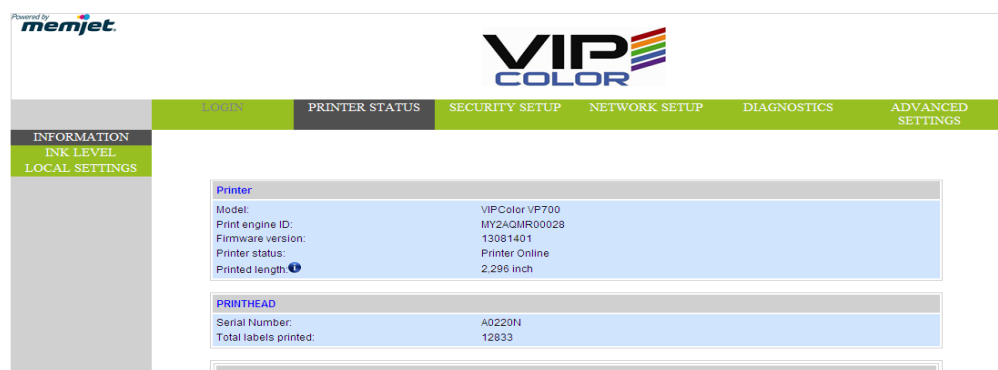 Powered by
memjet.
VIP
COLOR
LOGIN PRINTER STATUS SECURITY SETUP NETWORK SETUP DIAGNOSTICS ADVANCED SETTINGS
INFORMATION
INK LEVEL
LOCAL SETTINGS
Printer
Model: VIPColor VP700
Print engine ID: MY2AQMR00028
Firmware version: 13081401
Printer status: Printer Online
Printed length: 2,296 inch
PRINTHEAD
Serial Number: A0220N
Total labels printed: 12833